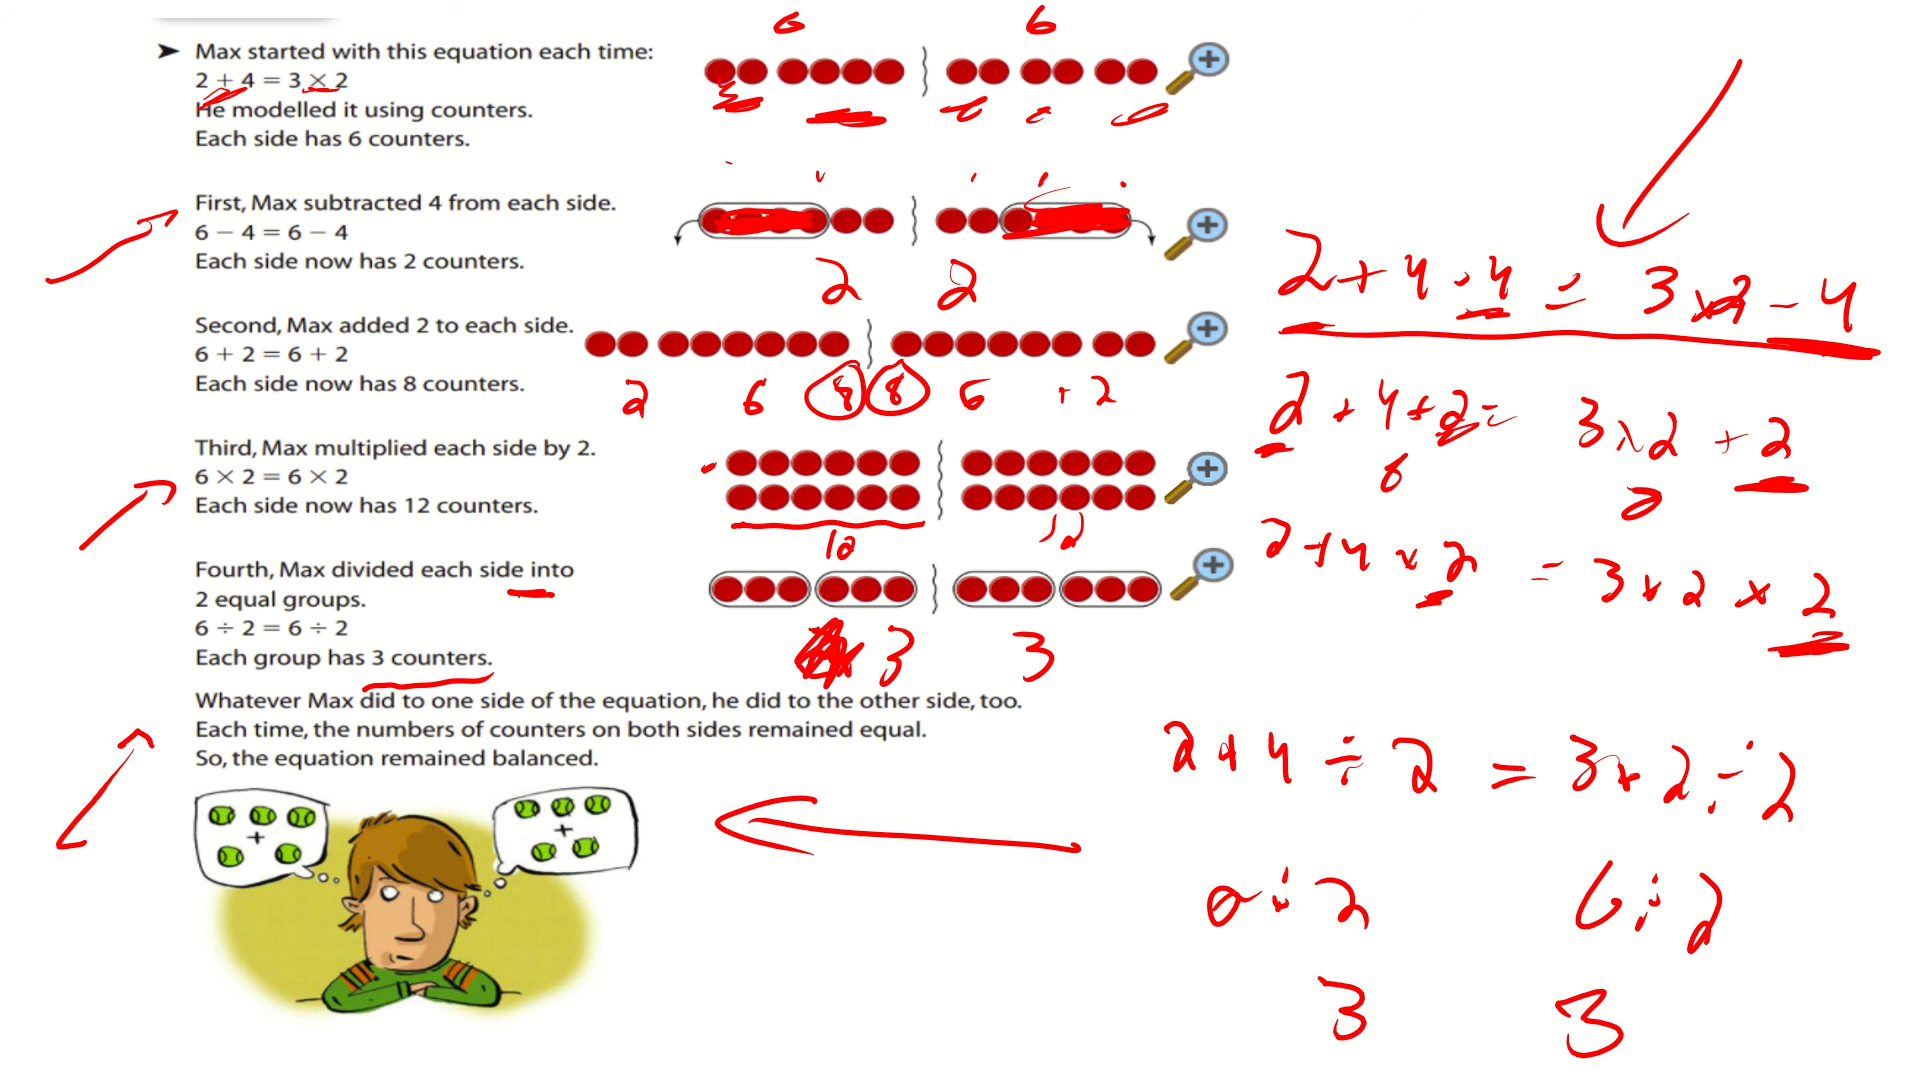 ➤ Max started with this equation each time:
2 + 4 = 3 × 2
He modelled it using counters.
Each side has 6 counters.
6 6
First, Max subtracted 4 from each side.
6 − 4 = 6 − 4
Each side now has 2 counters.
2 2
Second, Max added 2 to each side.
6 + 2 = 6 + 2
Each side now has 8 counters.
2 6 8 8 6 + 2
Third, Max multiplied each side by 2.
6 × 2 = 6 × 2
Each side now has 12 counters.
12 12
Fourth, Max divided each side into
2 equal groups.
6 ÷ 2 = 6 ÷ 2
Each group has 3 counters.
3 3
Whatever Max did to one side of the equation, he did to the other side, too.
Each time, the numbers of counters on both sides remained equal.
So, the equation remained balanced.
+ +
2 + 4 - 4 = 3 × 2 - 4
2 + 4 + 2 = 3 × 2 + 2
6
2 + 4 × 2 = 3 × 2 × 2
2 + 4 ÷ 2 = 3 × 2 ÷ 2
6 ÷ 2 6 ÷ 2
3 3